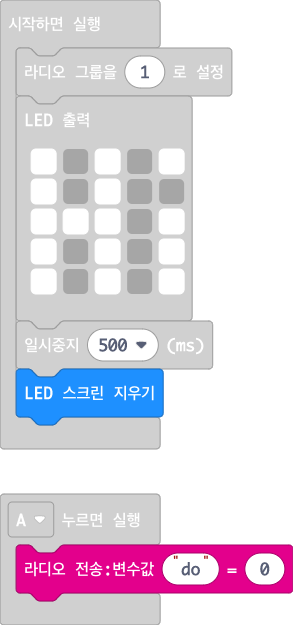 시작하면 실행
라디오 그룹을 1 로 설정
LED 출력
일시중지 500 (ms)
LED 스크린 지우기
A 누르면 실행
라디오 전송:변수값 "do" = 0